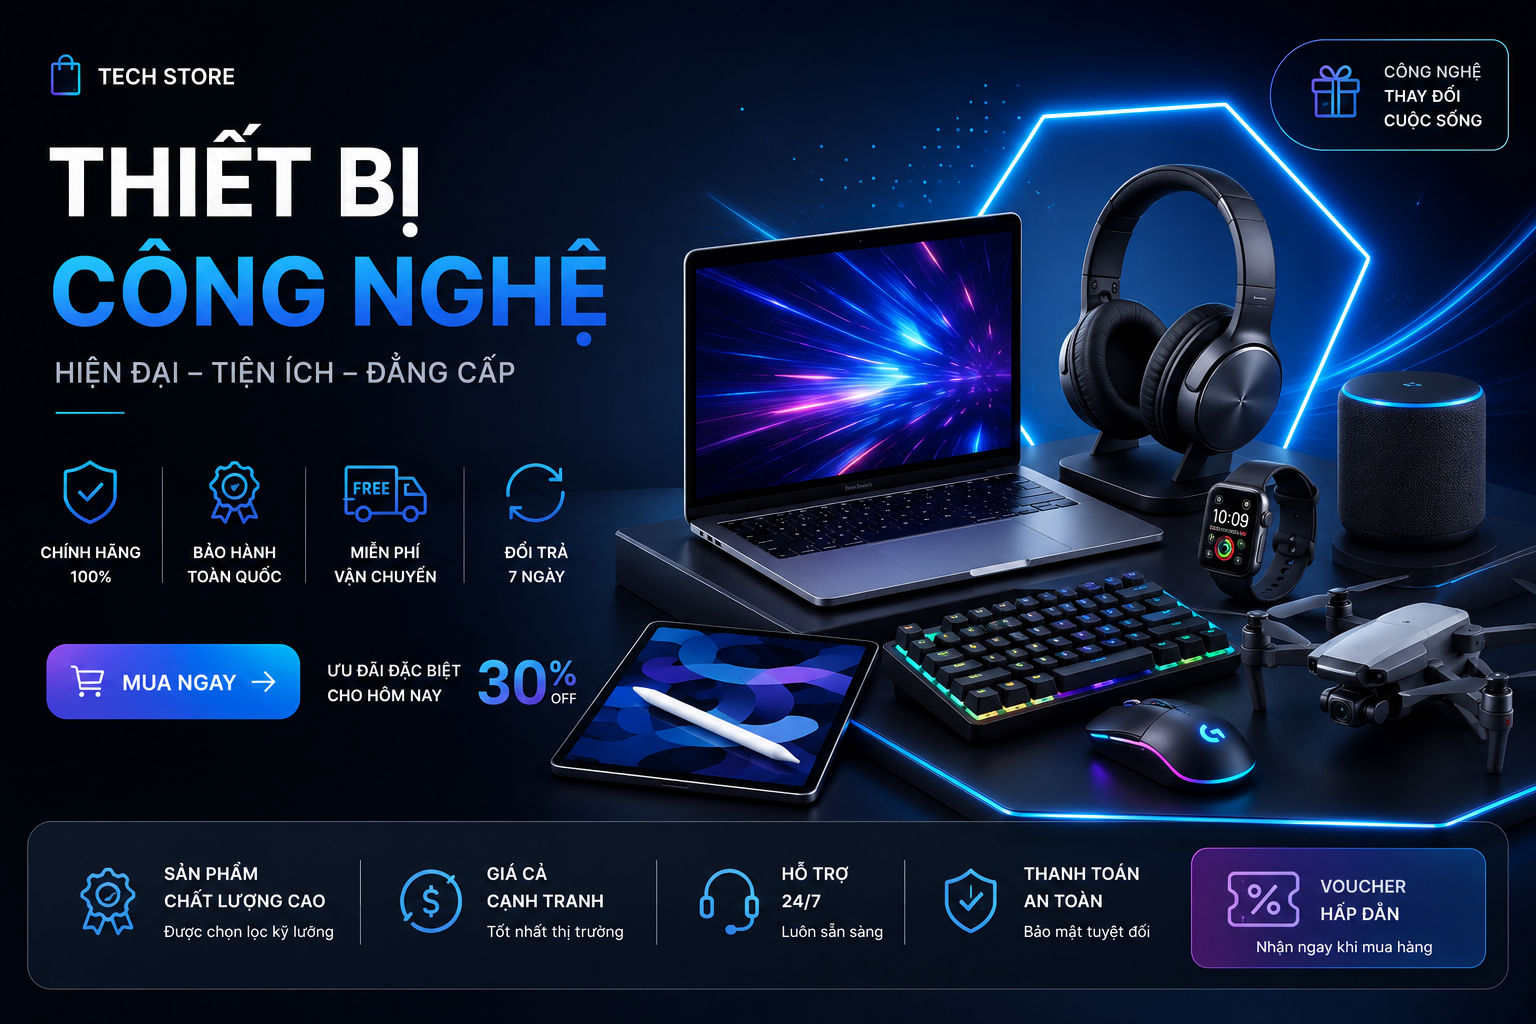 TECH STORE
CÔNG NGHỆ
THAY ĐỔI
CUỘC SỐNG
THIẾT BỊ
CÔNG NGHỆ
HIỆN ĐẠI – TIỆN ÍCH – ĐẲNG CẤP
FREE
CHÍNH HÃNG
100%
BẢO HÀNH
TOÀN QUỐC
MIỄN PHÍ
VẬN CHUYỂN
ĐỔI TRẢ
7 NGÀY
10:09
MUA NGAY
ƯU ĐÃI ĐẶC BIỆT
CHO HÔM NAY
30%
OFF
SẢN PHẨM
CHẤT LƯỢNG CAO
Được chọn lọc kỹ lưỡng
$
GIÁ CẢ
CẠNH TRANH
Tốt nhất thị trường
HỖ TRỢ
24/7
Luôn sẵn sàng
THANH TOÁN
AN TOÀN
Bảo mật tuyệt đối
%
VOUCHER
HẤP DẪN
Nhận ngay khi mua hàng